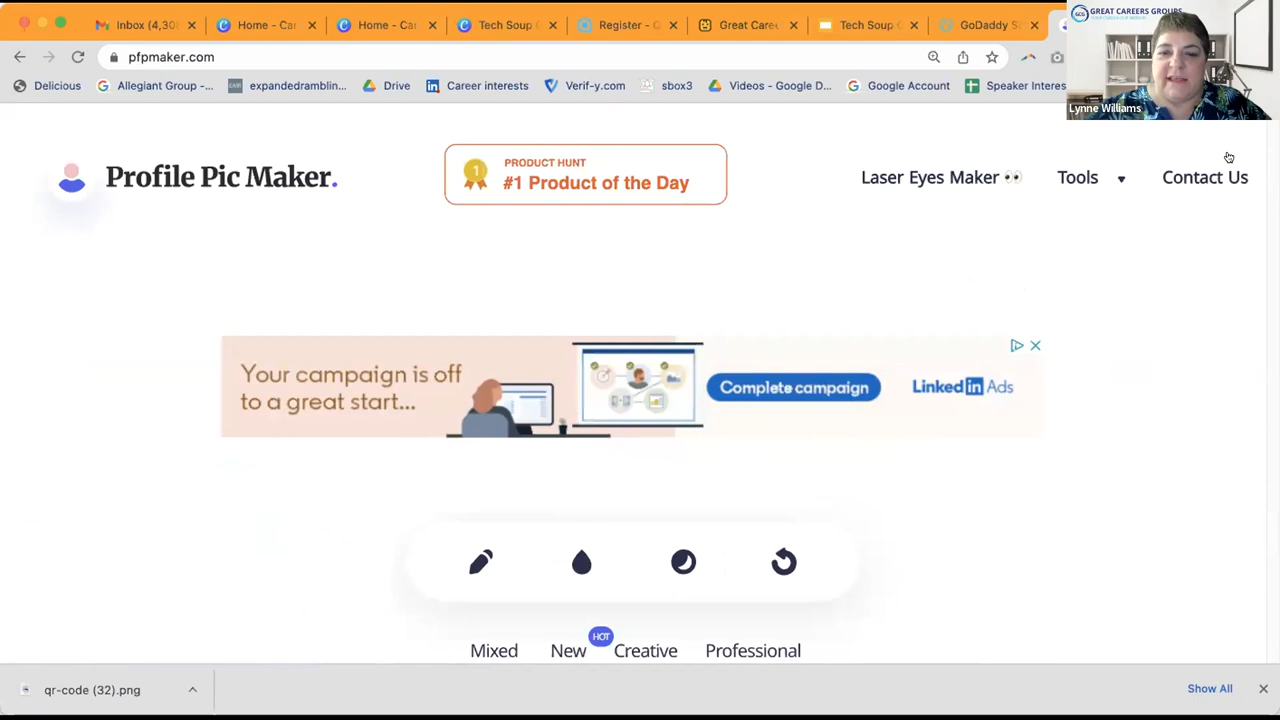 Inbox (4,30
Home - Ca
Home - Ca
Tech Soup
Register -
Great Caree
Tech Soup
GoDaddy S
pfpmaker.com
Delicious
Allegiant Group -...
expandedramblin...
Drive
Career interests
Verif-y.com
sbox3
Videos - Google D...
Google Account
Speaker Interes
GREAT CAREERS GROUPS
Lynne Williams
Profile Pic Maker.
1
PRODUCT HUNT
#1 Product of the Day
Laser Eyes Maker 👀
Tools
Contact Us
Your campaign is off
to a great start...
Complete campaign
LinkedIn Ads
HOT
Mixed
New
Creative
Professional
qr-code (32).png
Show All